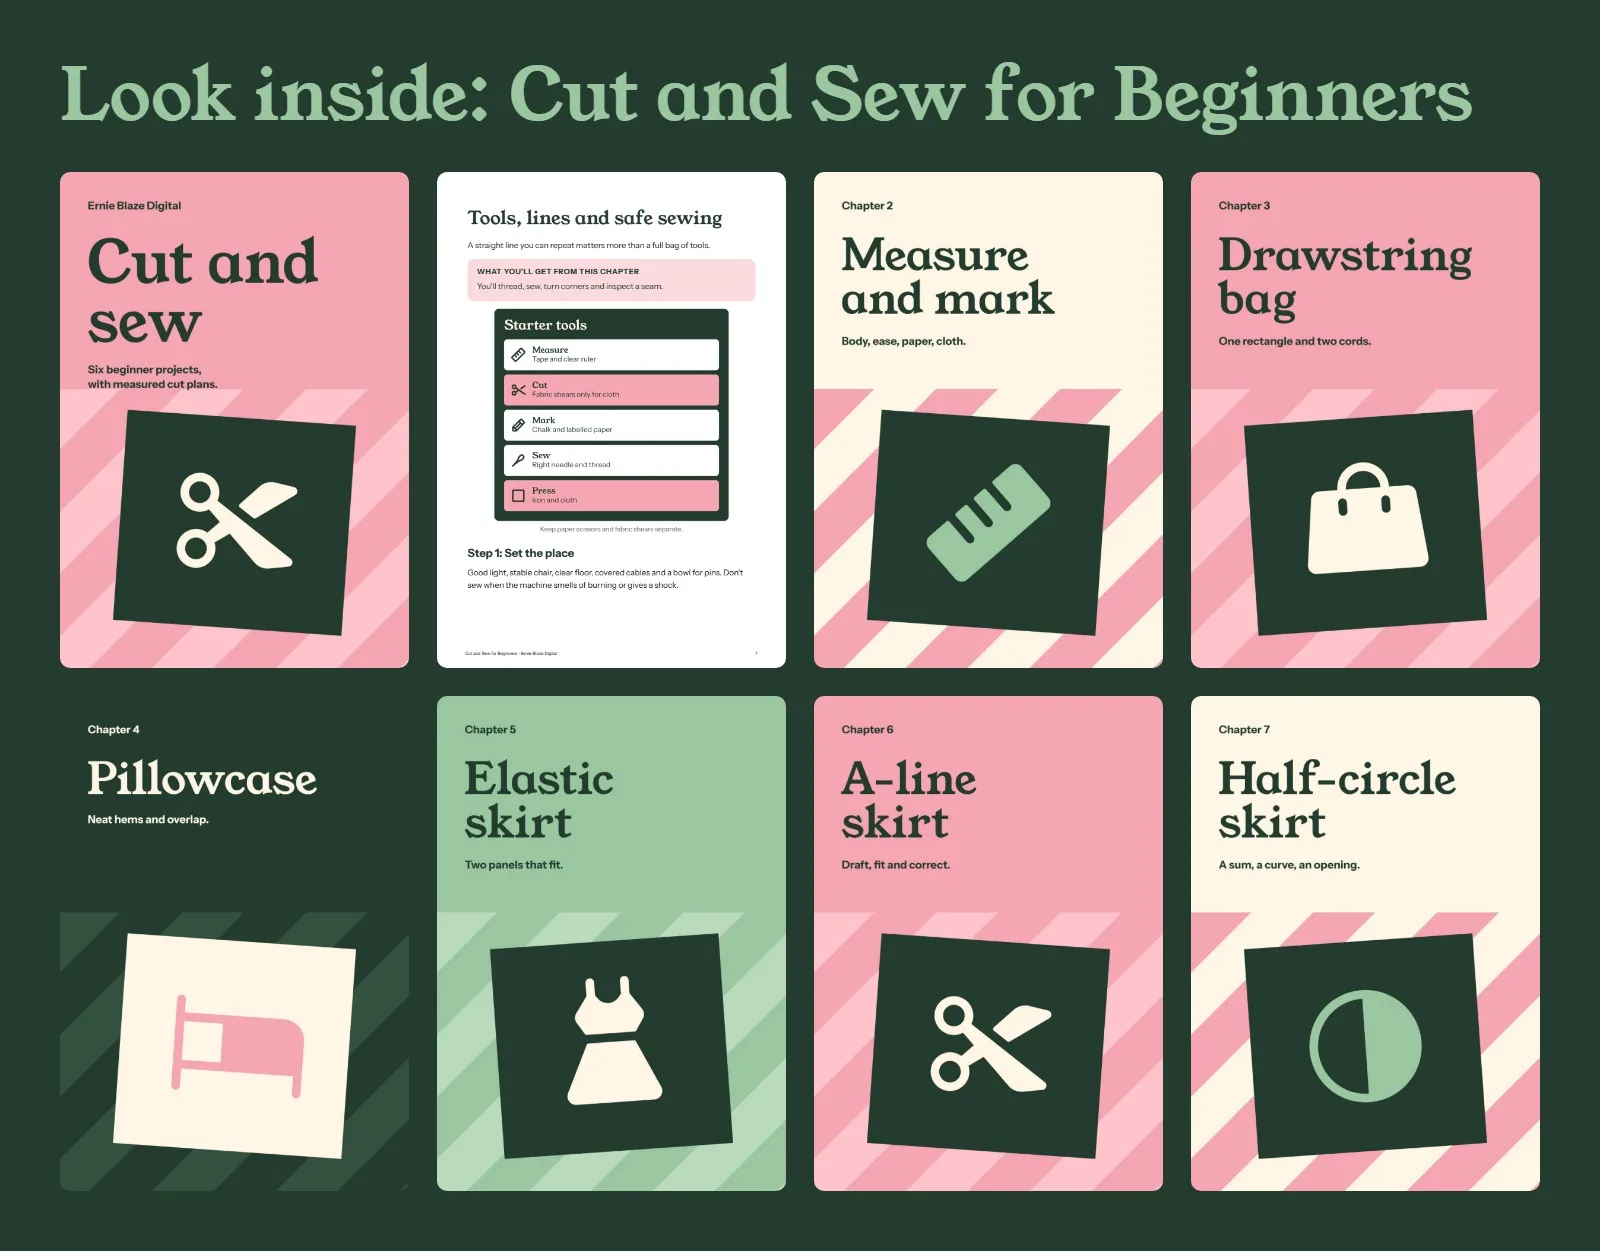 Look inside: Cut and Sew for Beginners
Ernie Blaze Digital
Cut and
sew
Six beginner projects,
with measured cut plans.
Tools, lines and safe sewing
A straight line you can repeat matters more than a full bag of tools.
WHAT YOU'LL GET FROM THIS CHAPTER
You'll thread, sew, turn corners and inspect a seam.
Starter tools
Measure
Tape and clear ruler
Cut
Fabric shears only for cloth
Mark
Chalk and labelled paper
Sew
Right needle and thread
Press
Iron and cloth
Keep paper scissors and fabric shears separate.
Step 1: Set the place
Good light, stable chair, clear floor, covered cables and a bowl for pins. Don't
sew when the machine smells of burning or gives a shock.
Cut and Sew for Beginners · Ernie Blaze Digital
Chapter 2
Measure
and mark
Body, ease, paper, cloth.
Chapter 3
Drawstring
bag
One rectangle and two cords.
Chapter 4
Pillowcase
Neat hems and overlap.
Chapter 5
Elastic
skirt
Two panels that fit.
Chapter 6
A-line
skirt
Draft, fit and correct.
Chapter 7
Half-circle
skirt
A sum, a curve, an opening.